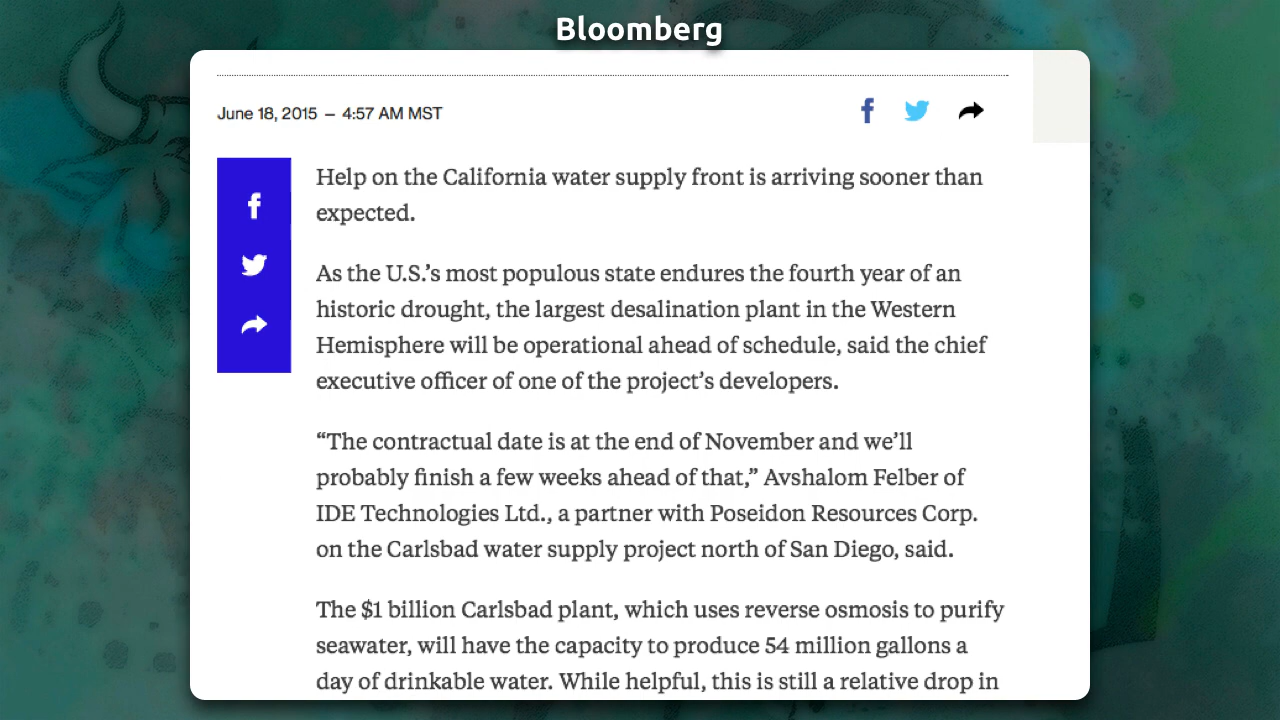 Bloomberg
June 18, 2015 – 4:57 AM MST
Help on the California water supply front is arriving sooner than
expected.
As the U.S.’s most populous state endures the fourth year of an
historic drought, the largest desalination plant in the Western
Hemisphere will be operational ahead of schedule, said the chief
executive officer of one of the project’s developers.
“The contractual date is at the end of November and we’ll
probably finish a few weeks ahead of that,” Avshalom Felber of
IDE Technologies Ltd., a partner with Poseidon Resources Corp.
on the Carlsbad water supply project north of San Diego, said.
The $1 billion Carlsbad plant, which uses reverse osmosis to purify
seawater, will have the capacity to produce 54 million gallons a
day of drinkable water. While helpful, this is still a relative drop in